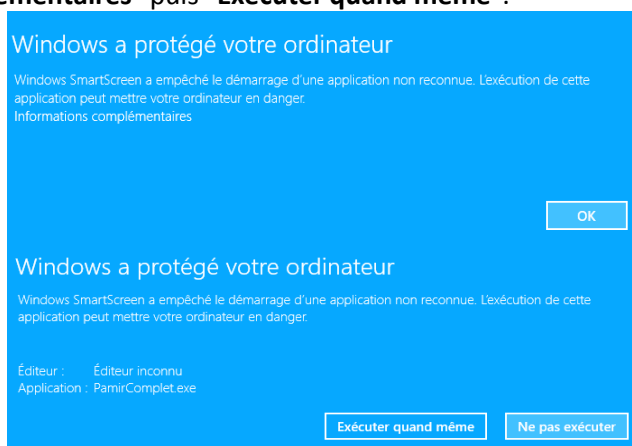 ementaires" puis "Exécuter quand même".
Windows a protégé votre ordinateur
Windows SmartScreen a empêché le démarrage d'une application non reconnue. L'exécution de cette
application peut mettre votre ordinateur en danger.
Informations complémentaires
OK
Windows a protégé votre ordinateur
Windows SmartScreen a empêché le démarrage d'une application non reconnue. L'exécution de cette
application peut mettre votre ordinateur en danger.
Éditeur : Éditeur inconnu
Application : PamirComplet.exe
Exécuter quand même Ne pas exécuter